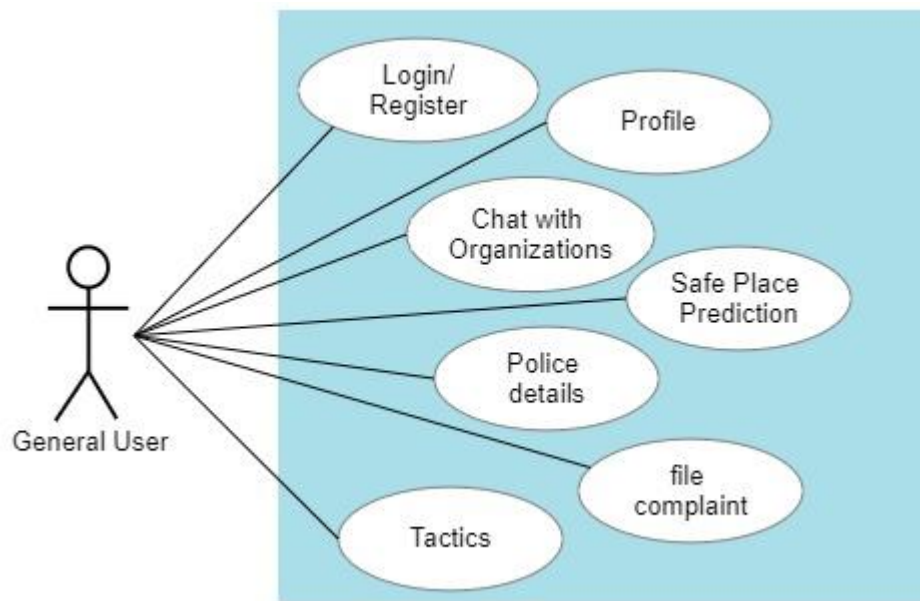 Login/
Register
Profile
Chat with
Organizations
Safe Place
Prediction
Police
details
General User
file
complaint
Tactics